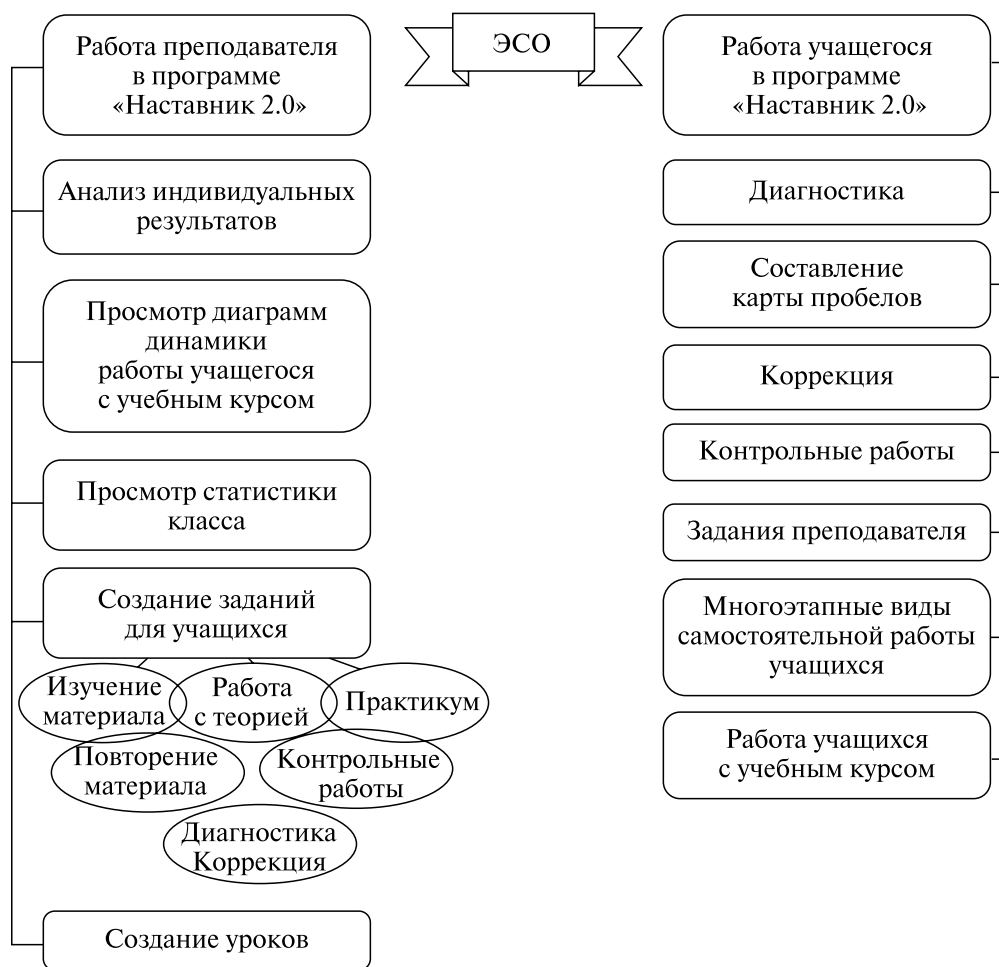 Работа преподавателя
в программе
«Наставник 2.0»
ЭСО
Работа учащегося
в программе
«Наставник 2.0»
Анализ индивидуальных
результатов
Просмотр диаграмм
динамики
работы учащегося
с учебным курсом
Просмотр статистики
класса
Создание заданий
для учащихся
Изучение
материала
Работа
с теорией
Практикум
Повторение
материала
Контрольные
работы
Диагностика
Коррекция
Создание уроков
Диагностика
Составление
карты пробелов
Коррекция
Контрольные работы
Задания преподавателя
Многоэтапные виды
самостоятельной работы
учащихся
Работа учащихся
с учебным курсом